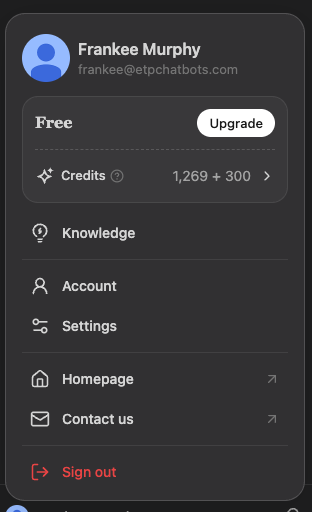 Frankee Murphy
frankee@etpchatbots.com
Free
Upgrade
Credits ?
1,269 + 300
Knowledge
Account
Settings
Homepage
Contact us
Sign out